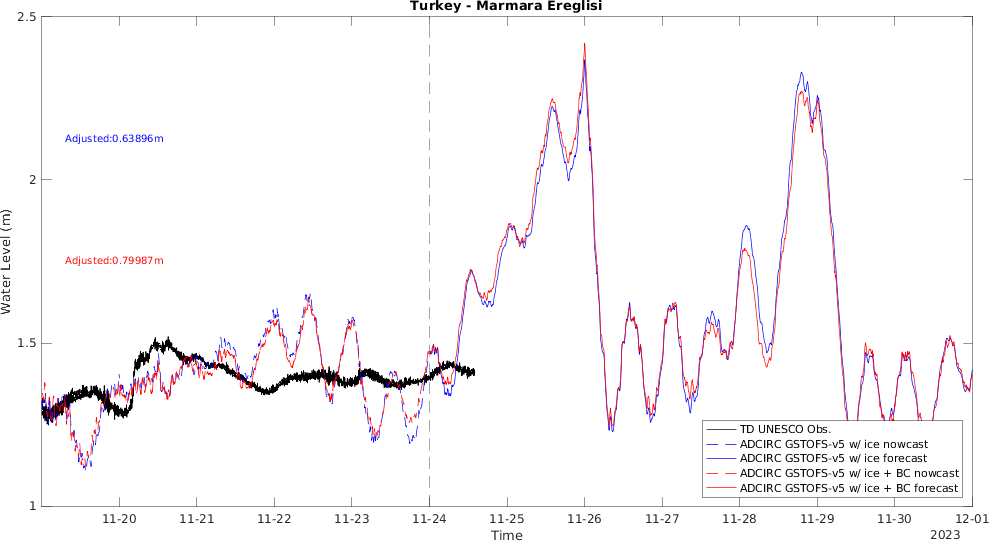 Turkey - Marmara Ereglisi
2.5
2
1.5
1
Water Level (m)
Adjusted:0.63896m
Adjusted:0.79987m
TD UNESCO Obs.
ADCIRC GSTOFS-v5 w/ ice nowcast
ADCIRC GSTOFS-v5 w/ ice forecast
ADCIRC GSTOFS-v5 w/ ice + BC nowcast
ADCIRC GSTOFS-v5 w/ ice + BC forecast
11-20 11-21 11-22 11-23 11-24 11-25 11-26 11-27 11-28 11-29 11-30 12-01
Time
2023